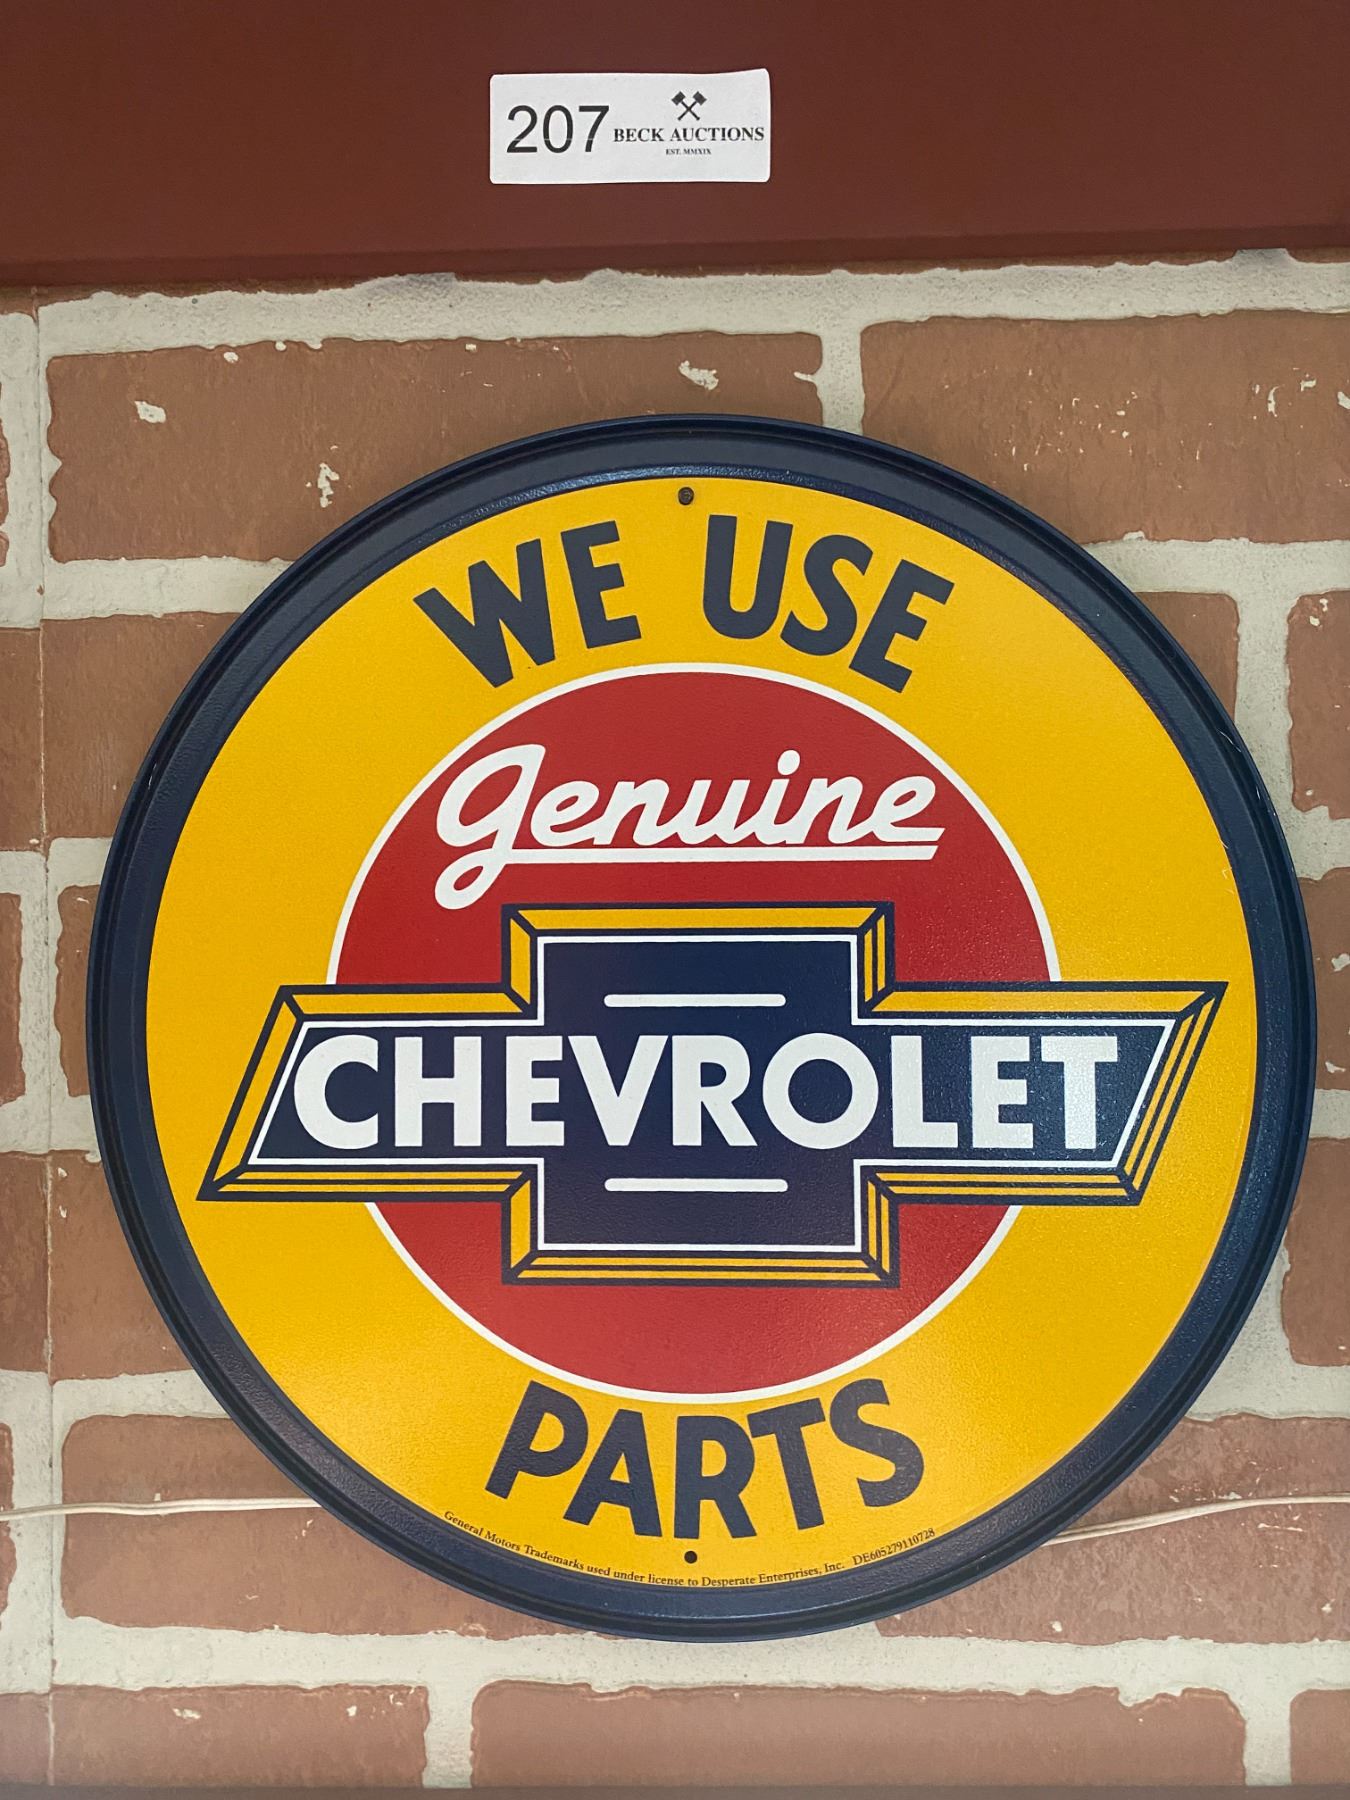 207 BECK AUCTIONS
EST. MMXIX
WE USE
Genuine
CHEVROLET
PARTS
General Motors Trademarks used under license to Desperate Enterprises, Inc. DE605279110728